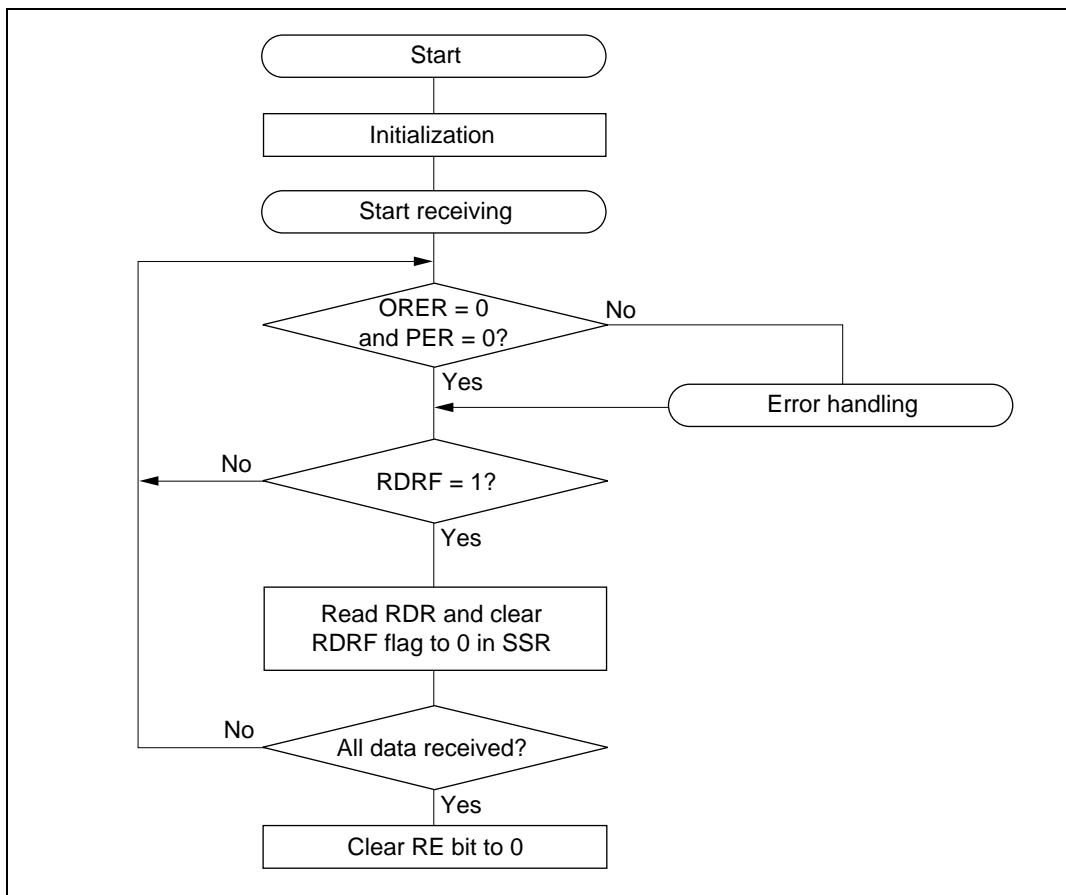 Start
Initialization
Start receiving
ORER = 0
and PER = 0?
No
Yes
Error handling
No
RDRF = 1?
Yes
Read RDR and clear
RDRF flag to 0 in SSR
No
All data received?
Yes
Clear RE bit to 0